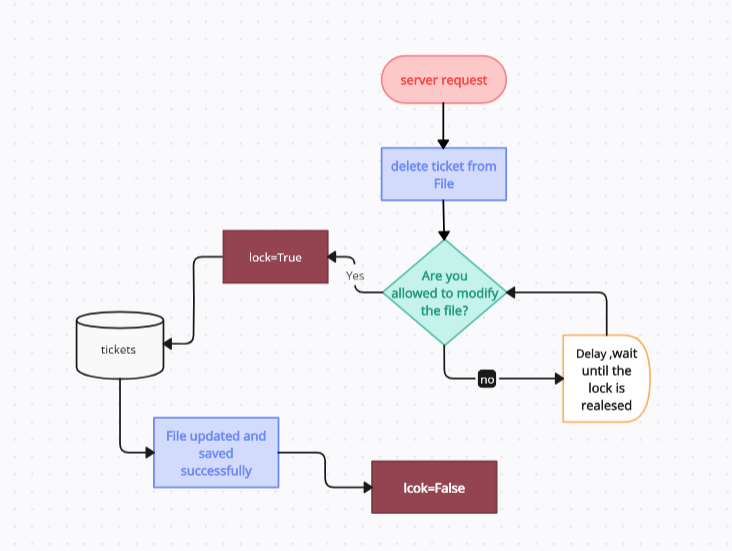 server request
delete ticket from
File
Are you
allowed to modify
the file?
Yes
lock=True
no
Delay ,wait
until the
lock is
realesed
tickets
File updated and
saved
successfully
lcok=False